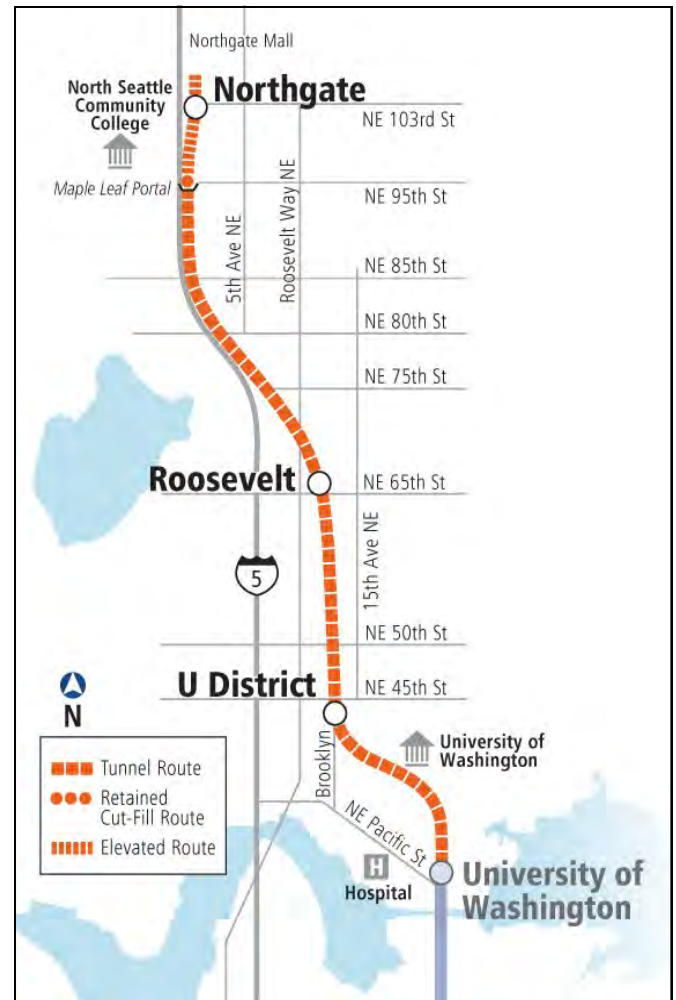 Northgate Mall
North Seattle
Community
College
Northgate
NE 103rd St
Maple Leaf Portal
NE 95th St
5th Ave NE
Roosevelt Way NE
NE 85th St
NE 80th St
NE 75th St
Roosevelt
NE 65th St
15th Ave NE
5
NE 50th St
U District
NE 45th St
N
Tunnel Route
Retained
Cut-Fill Route
Elevated Route
Brooklyn
University of
Washington
NE Pacific St
H
Hospital
University of
Washington